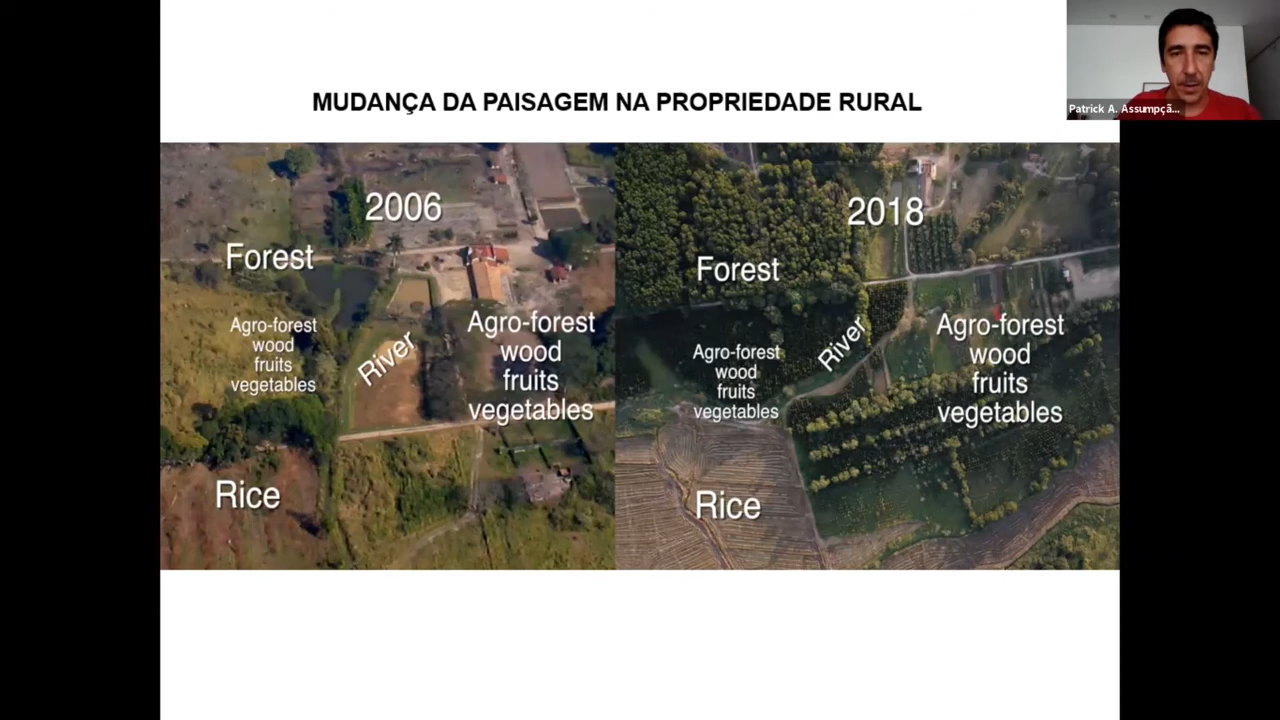 MUDANÇA DA PAISAGEM NA PROPRIEDADE RURAL
Patrick A. Assumpçã...
2006
Forest
Agro-forest
wood
fruits
vegetables
River
Agro-forest
wood
fruits
vegetables
Rice
2018
Forest
Agro-forest
wood
fruits
vegetables
River
Agro-forest
wood
fruits
vegetables
Rice